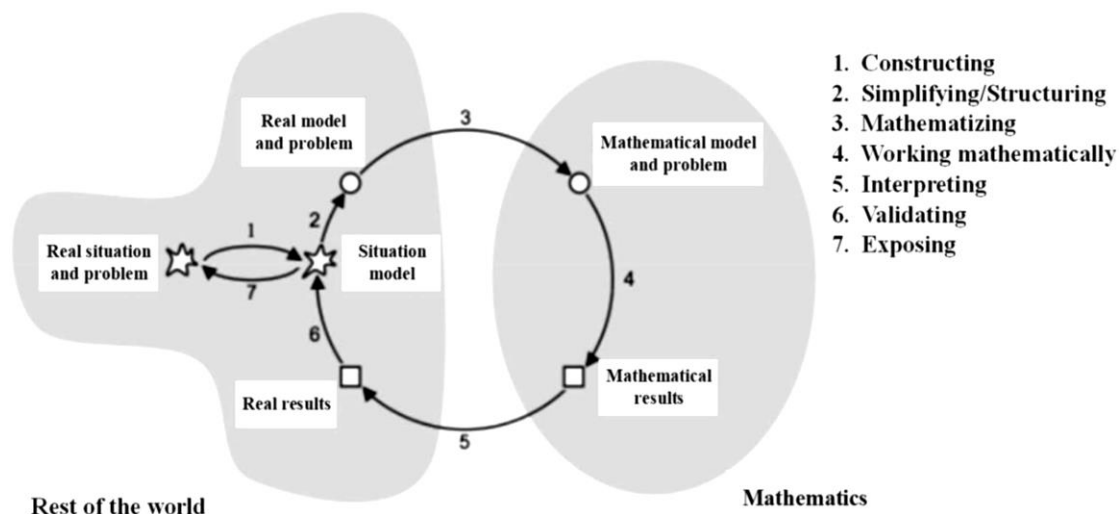 Real model
and problem
3
Mathematical model
and problem
1. Constructing
2. Simplifying/Structuring
3. Mathematizing
4. Working mathematically
5. Interpreting
6. Validating
7. Exposing
Real situation
and problem
1
2
Situation
model
7
4
6
Real results
Mathematical
results
5
Rest of the world
Mathematics